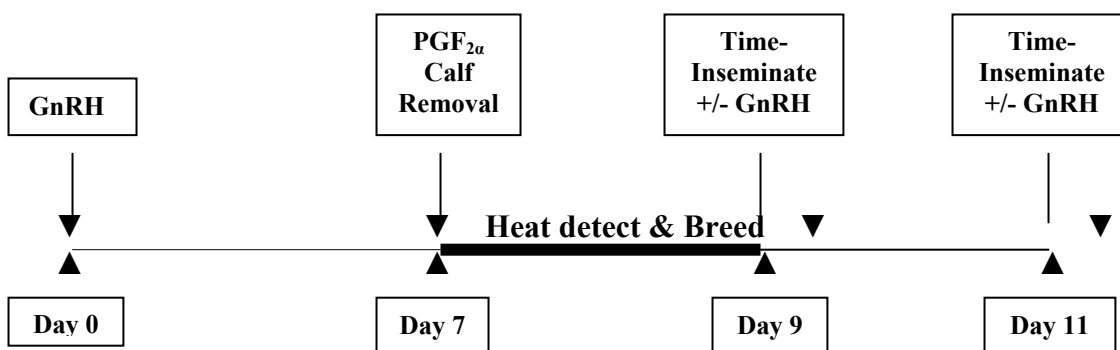 GnRH
PGF₂α
Calf
Removal
Time-
Inseminate
+/- GnRH
Time-
Inseminate
+/- GnRH
Heat detect & Breed
Day 0
Day 7
Day 9
Day 11